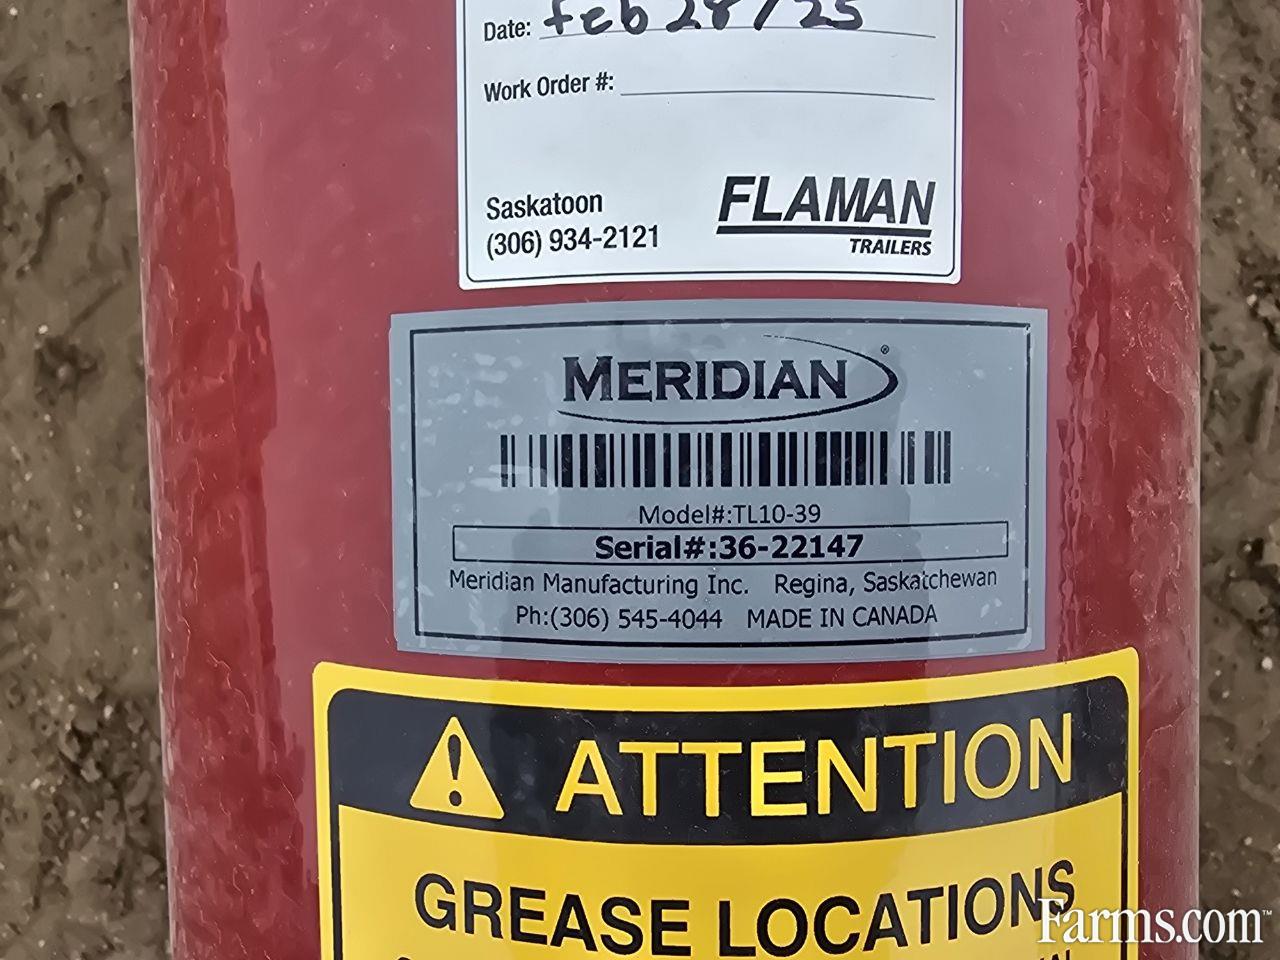 Date: Feb 28/25
Work Order #:
Saskatoon
(306) 934-2121
FLAMAN
TRAILERS
MERIDIAN®
Model#:TL10-39
Serial#:36-22147
Meridian Manufacturing Inc. Regina, Saskatchewan
Ph:(306) 545-4044 MADE IN CANADA
ATTENTION
GREASE LOCATIONS
Farms.com™